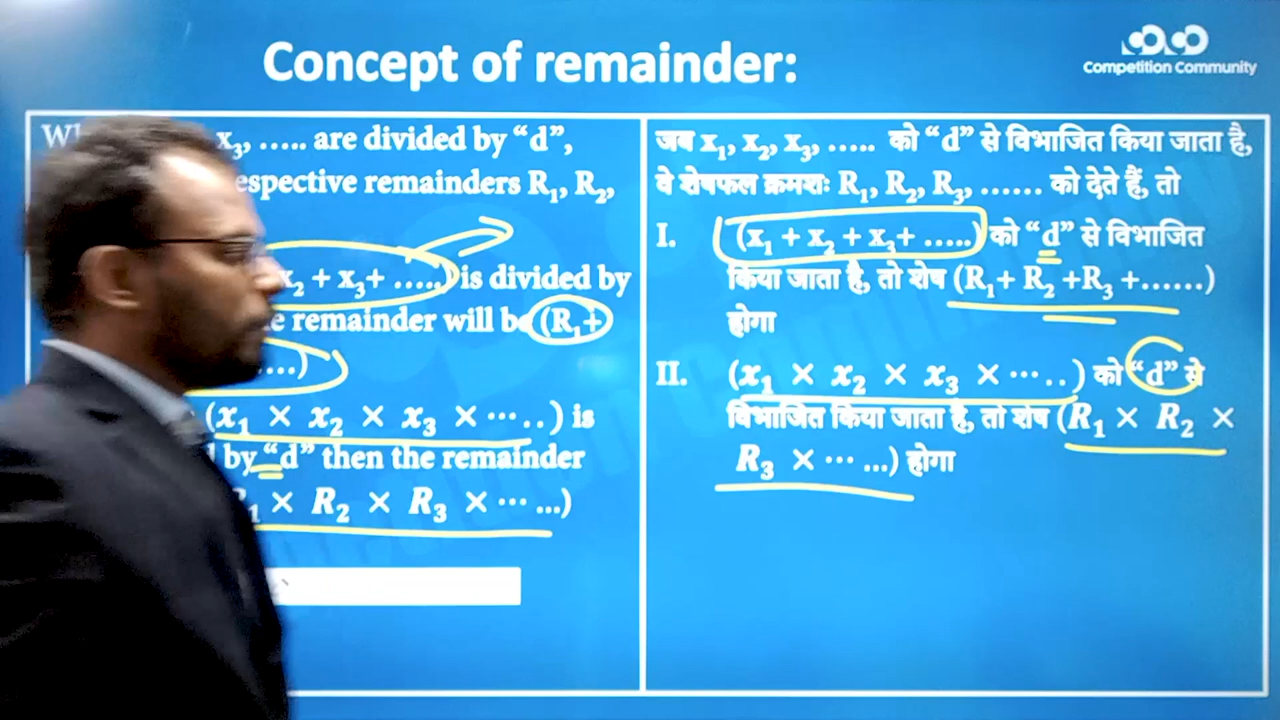 Concept of remainder:
Competition Community
x₃, ..... are divided by “d”,
espective remainders R₁, R₂,
x₂ + x₃+ .....) is divided by
e remainder will be (R₁+
....)
(x₁ × x₂ × x₃ × ⋯ ..) is
by “d” then the remainder
₁ × R₂ × R₃ × ⋯ ...)
जब x₁, x₂, x₃, ..... को “d” से विभाजित किया जाता है,
वे शेषफल क्रमशः R₁, R₂, R₃, ...... को देते हैं, तो
I. (x₁ + x₂ + x₃+ .....) को “d” से विभाजित
किया जाता है, तो शेष (R₁+ R₂ +R₃ +......)
होगा
II. (x₁ × x₂ × x₃ × ⋯ ..) को “d” से
विभाजित किया जाता है, तो शेष (R₁ × R₂ ×
R₃ × ⋯ ...) होगा